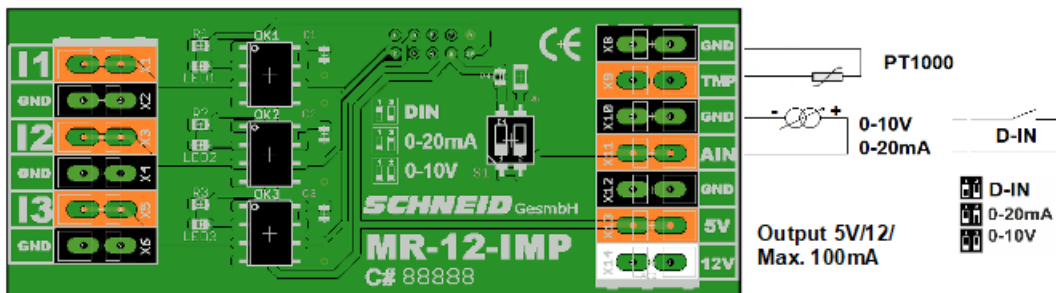 I1
GND
I2
GND
I3
GND
X1
X2
X3
X4
X5
X6
R1
LED1
R2
LED2
R3
LED3
OK1
C1
OK2
OK3
C3
DIN
0-20mA
0-10V
S1
SCHNEID GesmbH
MR-12-IMP
C# 88888
CE
X8
X9
X10
X11
X12
X14
GND
TMP
GND
AIN
GND
5V
12V
PT1000
- +
0-10V
0-20mA
D-IN
D-IN
0-20mA
0-10V
Output 5V/12/
Max. 100mA